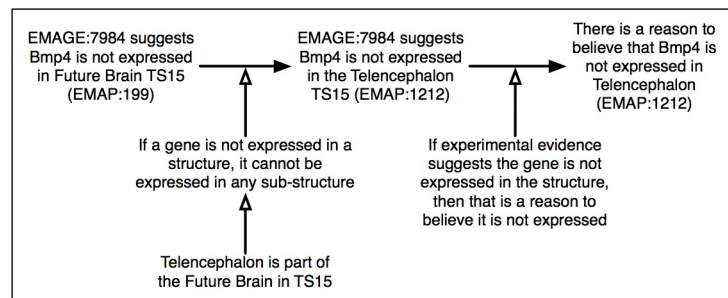 EMAGE:7984 suggests
Bmp4 is not expressed
in Future Brain TS15
(EMAP:199)
EMAGE:7984 suggests
Bmp4 is not expressed
in the Telencephalon
TS15 (EMAP:1212)
There is a reason to
believe that Bmp4 is
not expressed in
Telencephalon
(EMAP:1212)
If a gene is not expressed in a
structure, it cannot be
expressed in any sub-structure
If experimental evidence
suggests the gene is not
expressed in the structure,
then that is a reason to
believe it is not expressed
Telencephalon is part of
the Future Brain in TS15